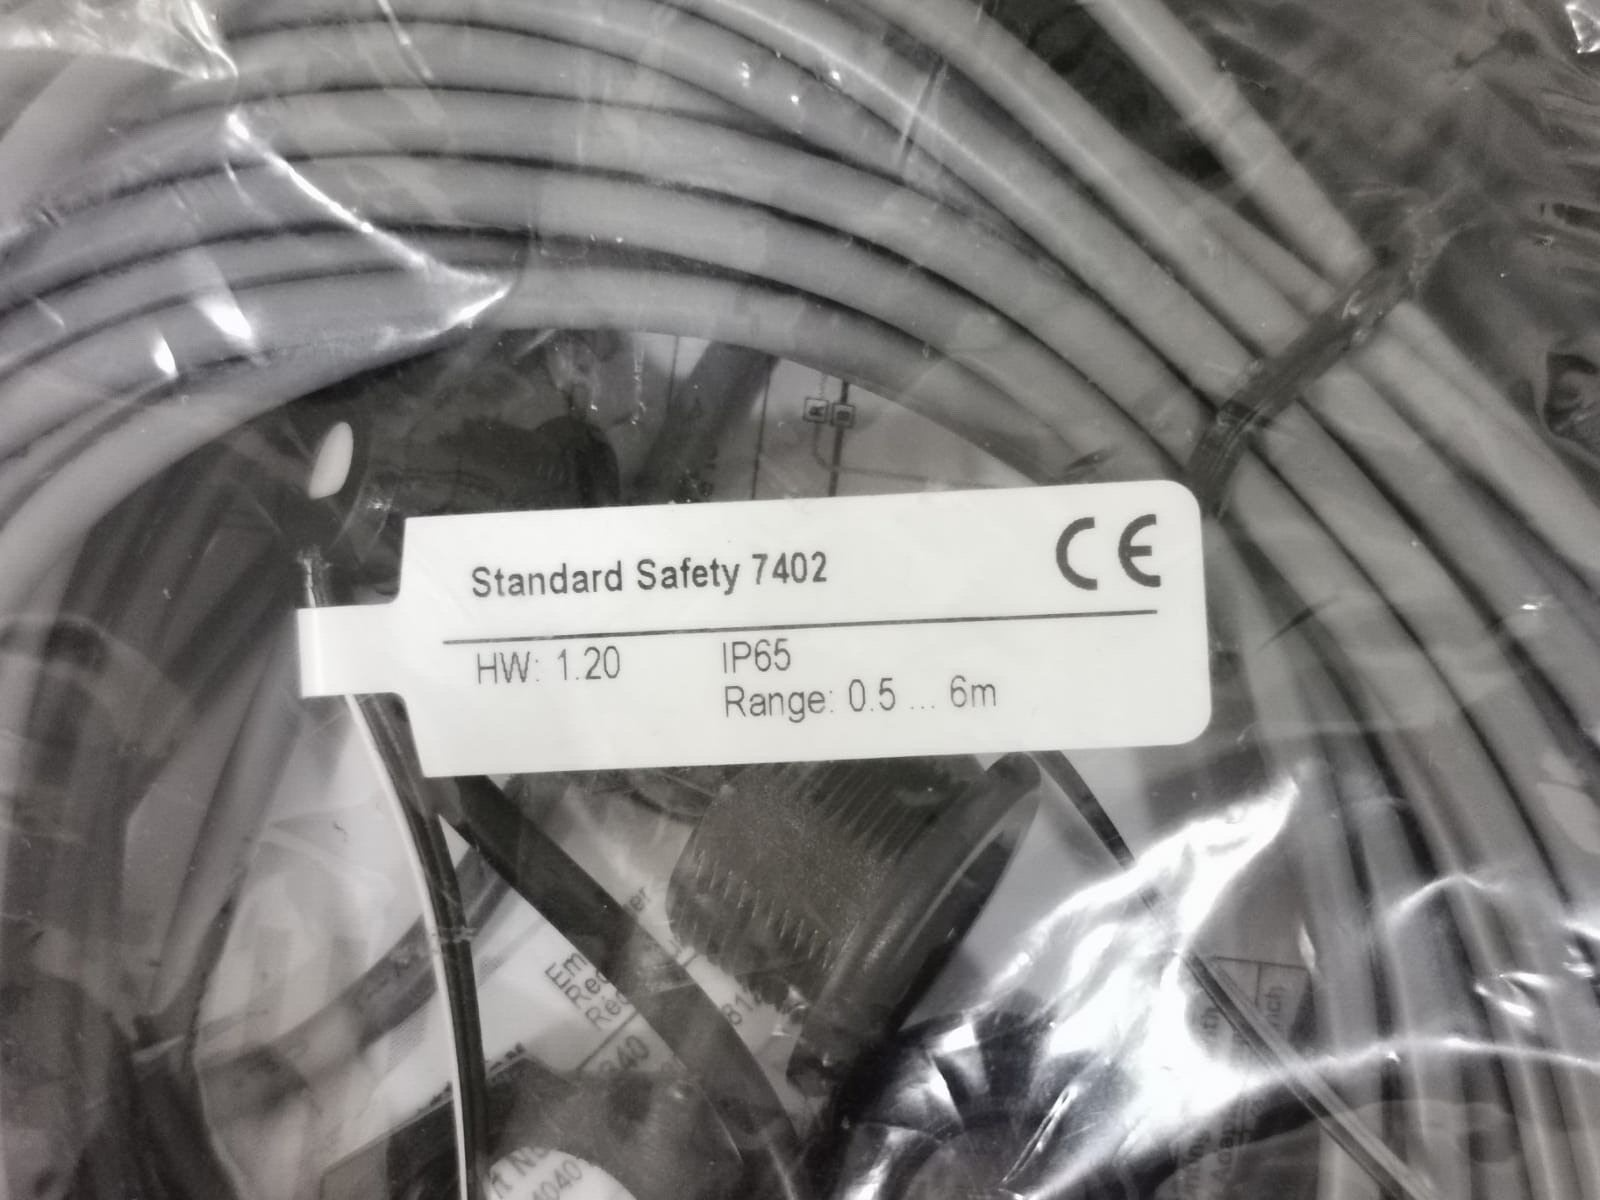 Standard Safety 7402
CE
HW: 1.20
IP65
Range: 0.5 ... 6m